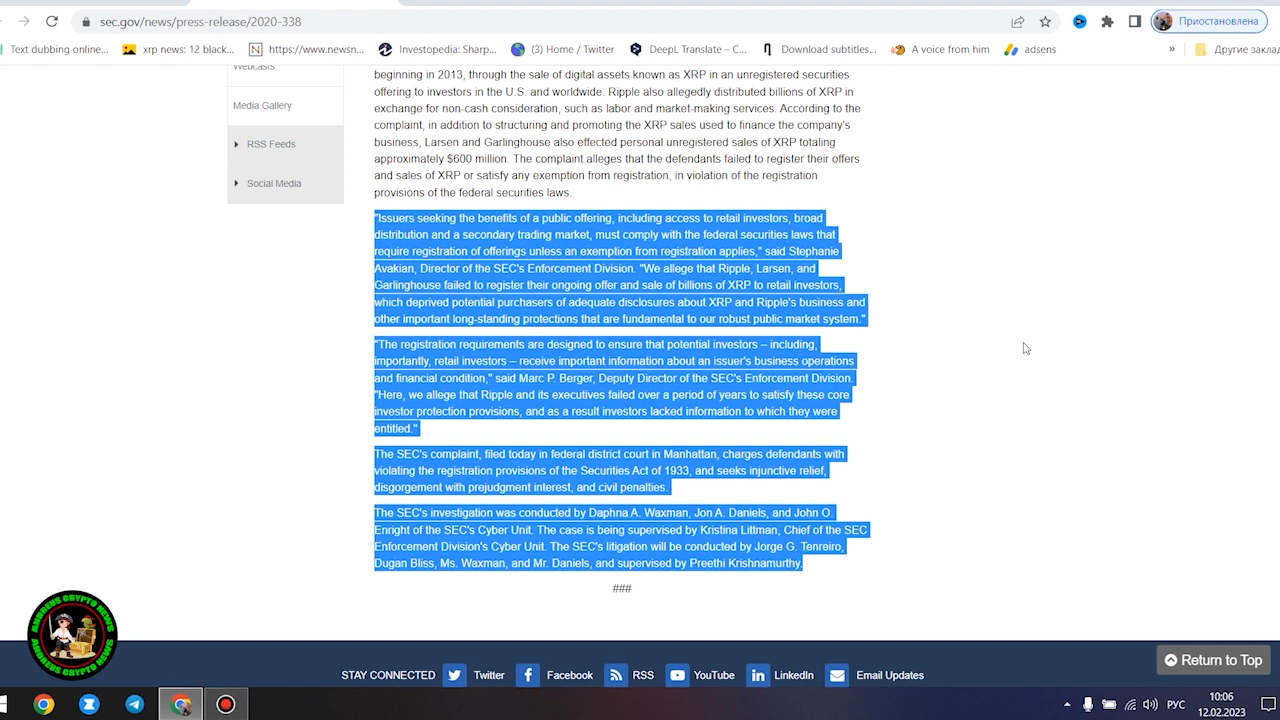 sec.gov/news/press-release/2020-338
Приостановлена
Text dubbing online...
xrp news: 12 black...
https://www.newsn...
Investopedia: Sharp...
(3) Home / Twitter
DeepL Translate – C...
Download subtitles...
A voice from him
adsens
»
Другие заклад
Webcasts
Media Gallery
RSS Feeds
Social Media
beginning in 2013, through the sale of digital assets known as XRP in an unregistered securities
offering to investors in the U.S. and worldwide. Ripple also allegedly distributed billions of XRP in
exchange for non-cash consideration, such as labor and market-making services. According to the
complaint, in addition to structuring and promoting the XRP sales used to finance the company's
business, Larsen and Garlinghouse also effected personal unregistered sales of XRP totaling
approximately $600 million. The complaint alleges that the defendants failed to register their offers
and sales of XRP or satisfy any exemption from registration, in violation of the registration
provisions of the federal securities laws.
"Issuers seeking the benefits of a public offering, including access to retail investors, broad
distribution and a secondary trading market, must comply with the federal securities laws that
require registration of offerings unless an exemption from registration applies," said Stephanie
Avakian, Director of the SEC's Enforcement Division. "We allege that Ripple, Larsen, and
Garlinghouse failed to register their ongoing offer and sale of billions of XRP to retail investors,
which deprived potential purchasers of adequate disclosures about XRP and Ripple's business and
other important long-standing protections that are fundamental to our robust public market system."
"The registration requirements are designed to ensure that potential investors – including,
importantly, retail investors – receive important information about an issuer's business operations
and financial condition," said Marc P. Berger, Deputy Director of the SEC's Enforcement Division.
"Here, we allege that Ripple and its executives failed over a period of years to satisfy these core
investor protection provisions, and as a result investors lacked information to which they were
entitled."
The SEC's complaint, filed today in federal district court in Manhattan, charges defendants with
violating the registration provisions of the Securities Act of 1933, and seeks injunctive relief,
disgorgement with prejudgment interest, and civil penalties.
The SEC's investigation was conducted by Daphna A. Waxman, Jon A. Daniels, and John O.
Enright of the SEC's Cyber Unit. The case is being supervised by Kristina Littman, Chief of the SEC
Enforcement Division's Cyber Unit. The SEC's litigation will be conducted by Jorge G. Tenreiro,
Dugan Bliss, Ms. Waxman, and Mr. Daniels, and supervised by Preethi Krishnamurthy.
###
ANDREUS CRYPTO NEWS
ANDREUS CRYPTO NEWS
Return to Top
STAY CONNECTED
Twitter
Facebook
RSS
YouTube
LinkedIn
Email Updates
РУС
10:06
12.02.2023